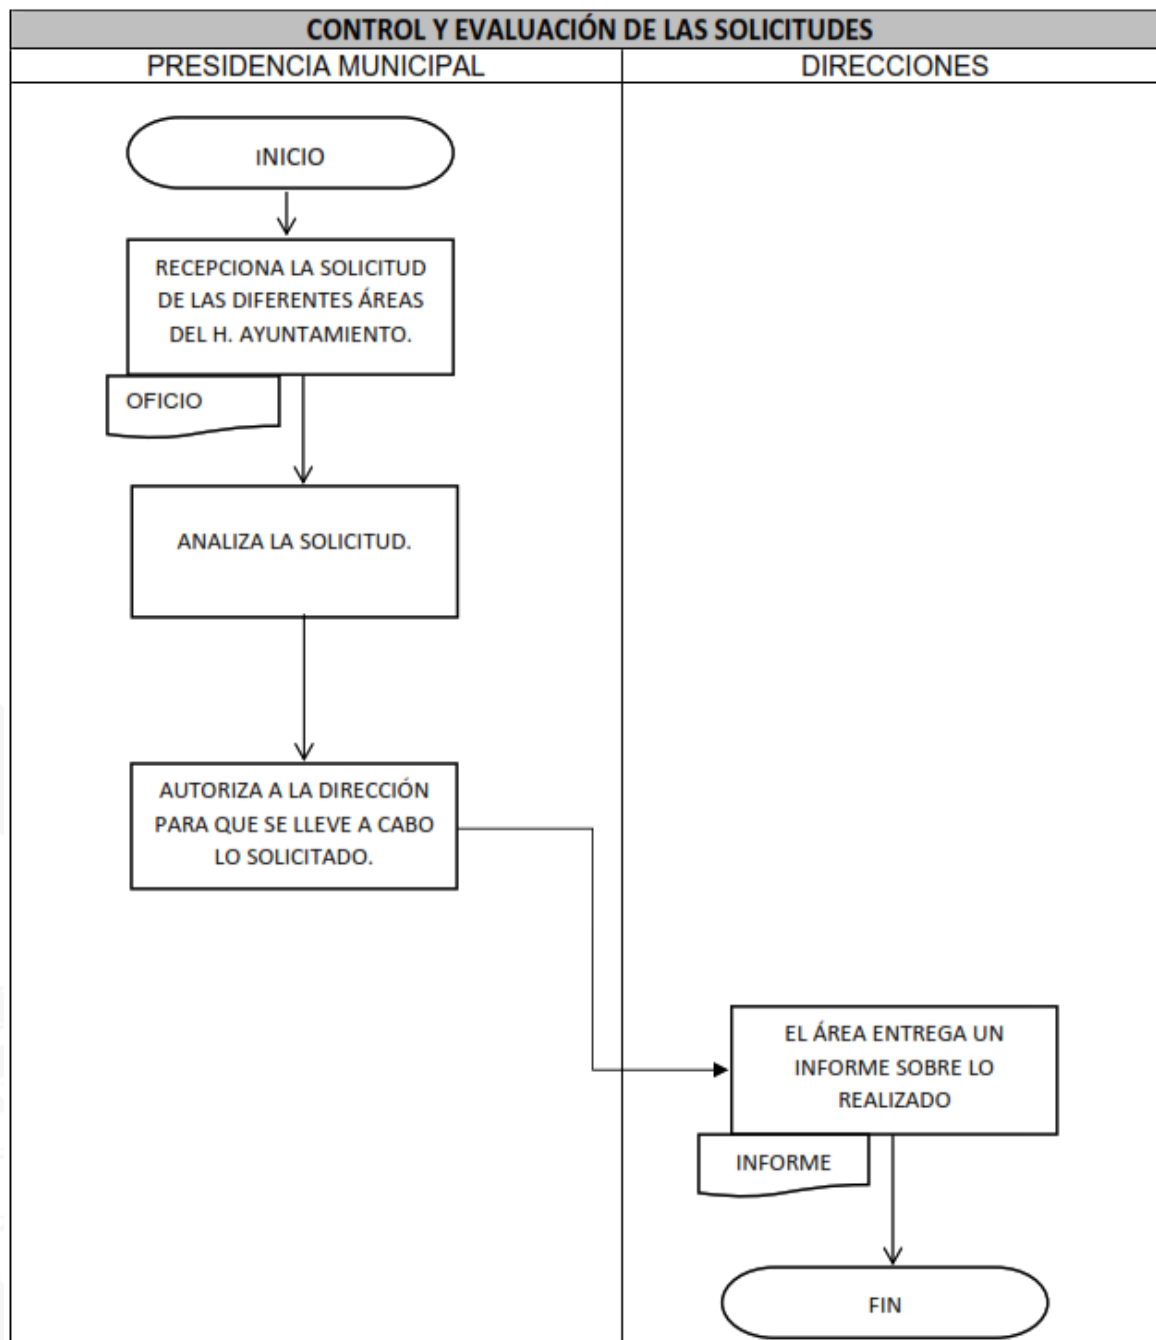 CONTROL Y EVALUACIÓN DE LAS SOLICITUDES
PRESIDENCIA MUNICIPAL
DIRECCIONES
INICIO
RECEPCIONA LA SOLICITUD
DE LAS DIFERENTES ÁREAS
DEL H. AYUNTAMIENTO.
OFICIO
ANALIZA LA SOLICITUD.
AUTORIZA A LA DIRECCIÓN
PARA QUE SE LLEVE A CABO
LO SOLICITADO.
EL ÁREA ENTREGA UN
INFORME SOBRE LO
REALIZADO
INFORME
FIN